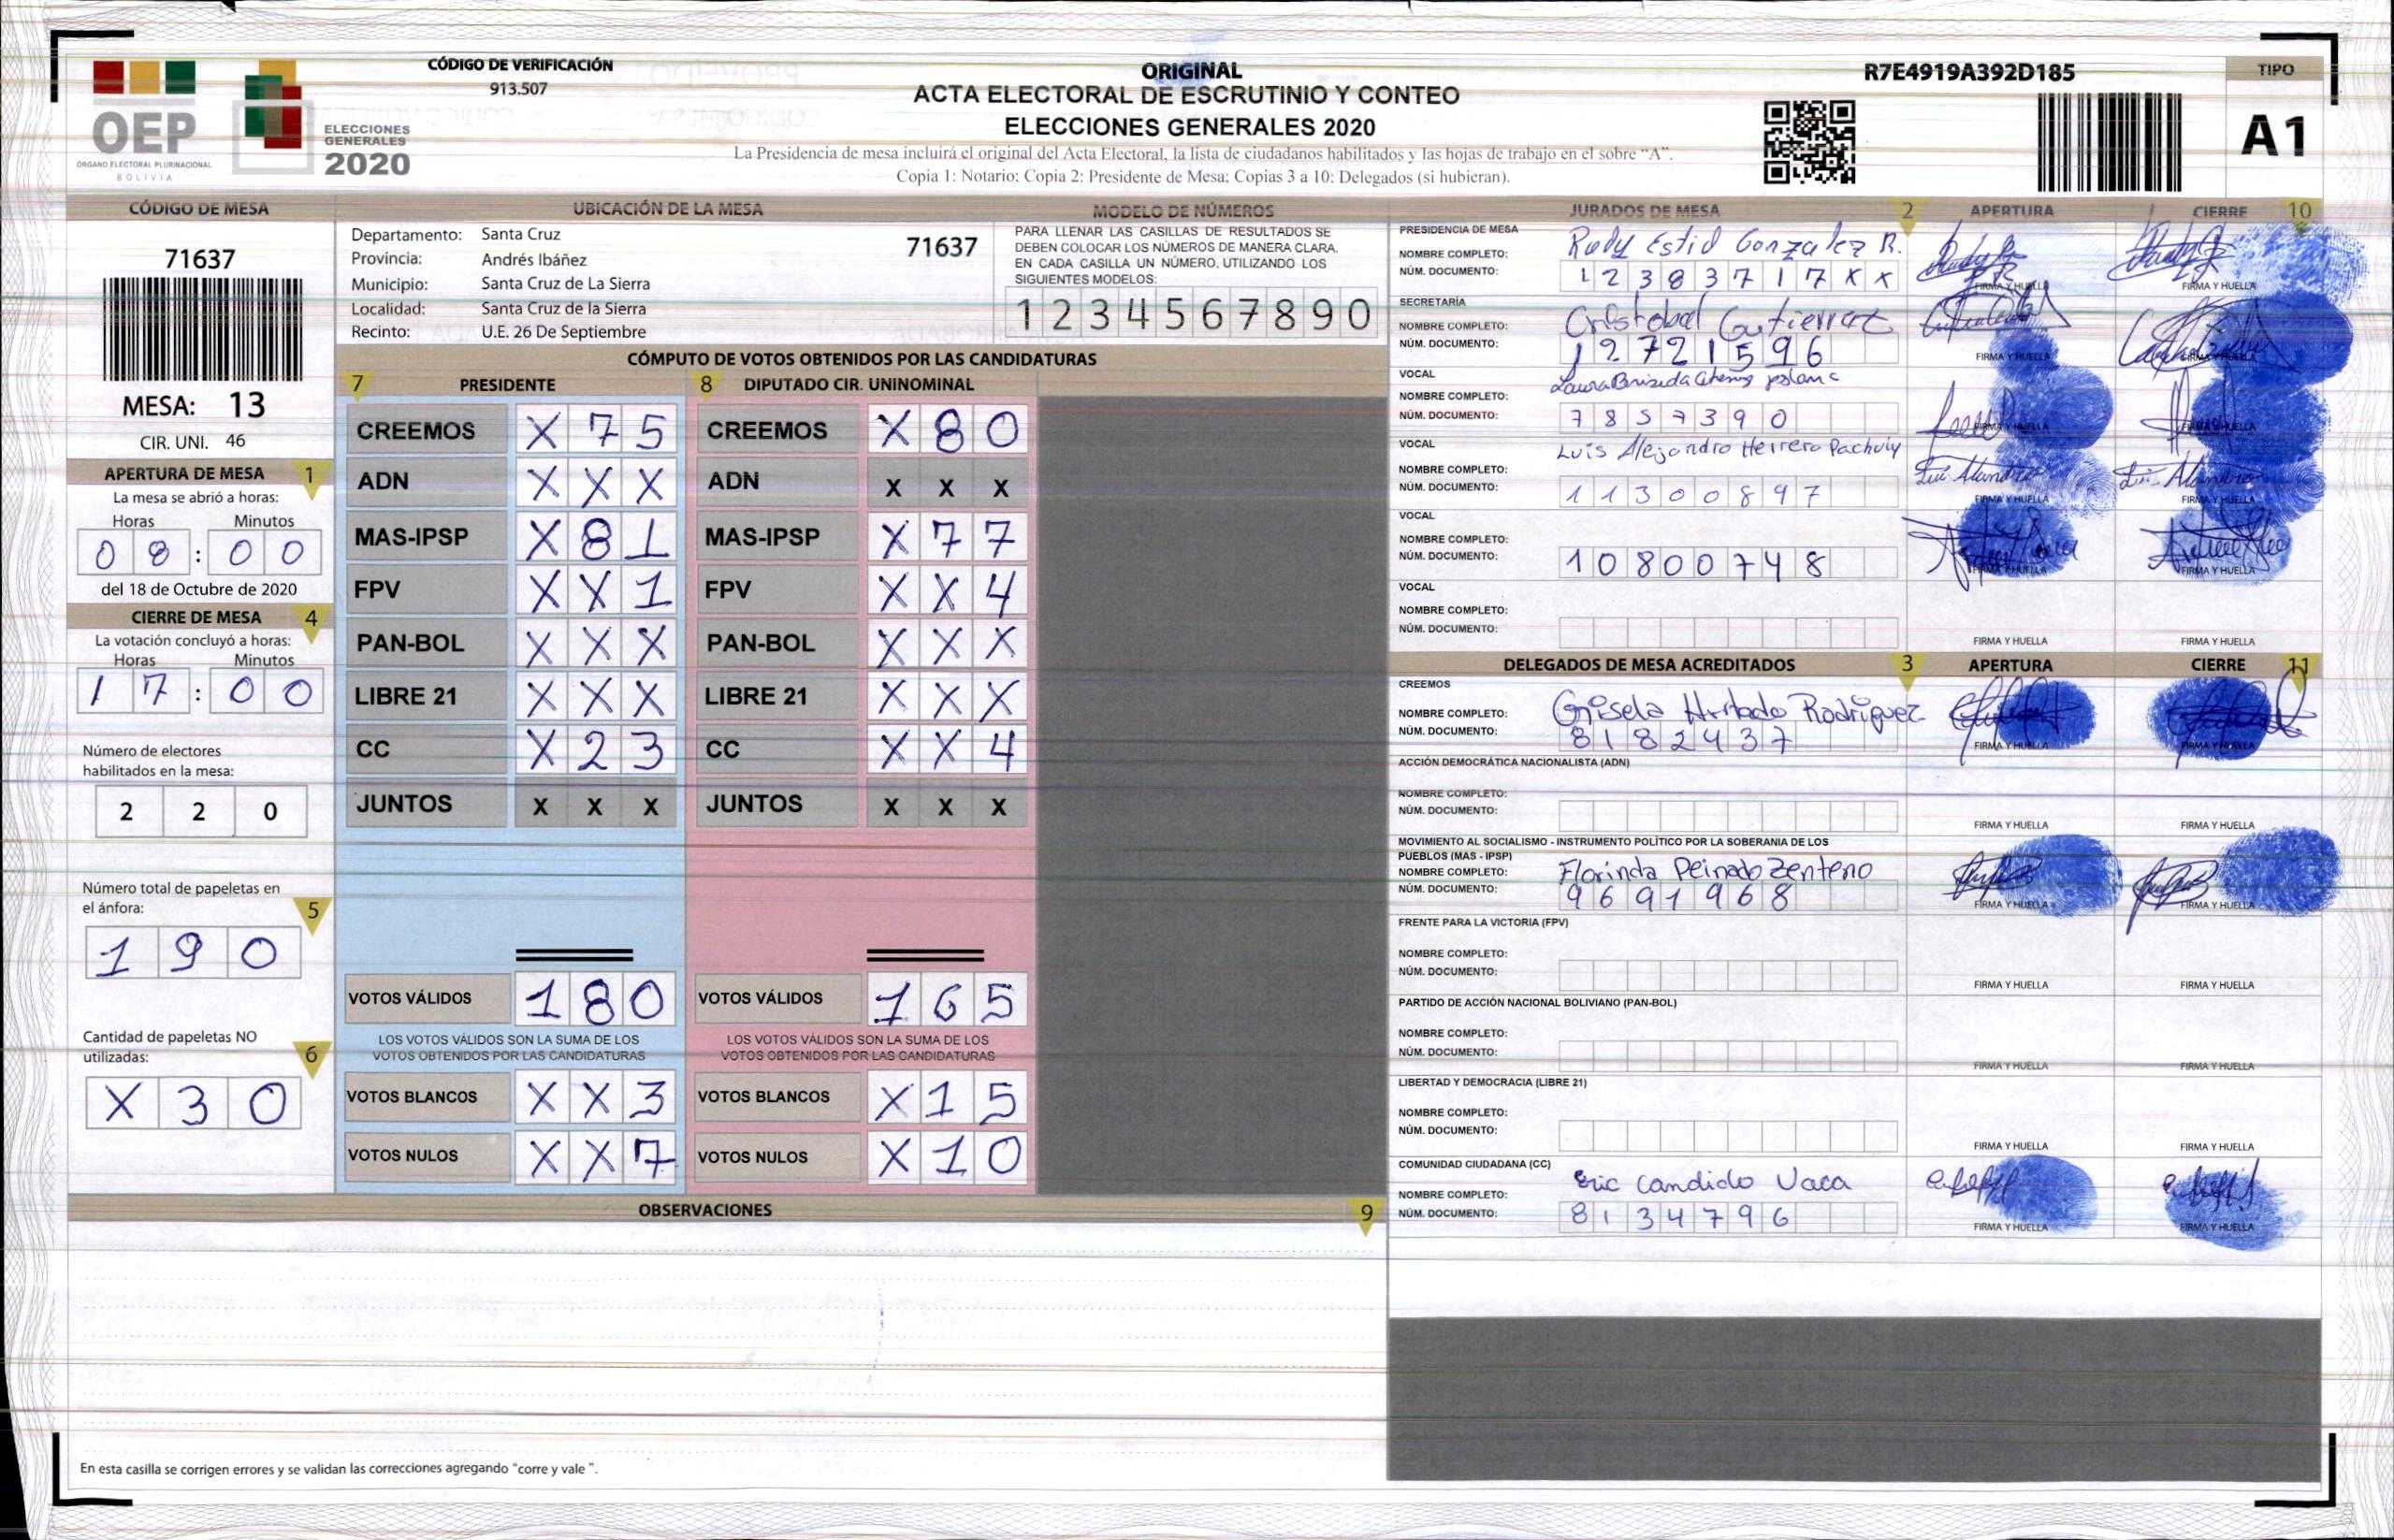 CÓDIGO DE VERIFICACIÓN
913.507
OEP
ÓRGANO ELECTORAL PLURINACIONAL
BOLIVIA
ELECCIONES
GENERALES
2020
ORIGINAL
ACTA ELECTORAL DE ESCRUTINIO Y CONTEO
ELECCIONES GENERALES 2020
La Presidencia de mesa incluirá el original del Acta Electoral, la lista de ciudadanos habilitados y las hojas de trabajo en el sobre “A”.
Copia 1: Notario: Copia 2: Presidente de Mesa: Copias 3 a 10: Delegados (si hubieran).
R7E4919A392D185
TIPO
A1
CÓDIGO DE MESA
71637
MESA: 13
CIR. UNI. 46
APERTURA DE MESA 1
La mesa se abrió a horas:
Horas Minutos
0 8 : 0 0
del 18 de Octubre de 2020
CIERRE DE MESA 4
La votación concluyó a horas:
Horas Minutos
1 7 : 0 0
Número de electores
habilitados en la mesa:
2 2 0
Número total de papeletas en
el ánfora: 5
1 9 0
Cantidad de papeletas NO
utilizadas: 6
X 3 0
UBICACIÓN DE LA MESA
Departamento: Santa Cruz
Provincia: Andrés Ibáñez
Municipio: Santa Cruz de La Sierra
Localidad: Santa Cruz de la Sierra
Recinto: U.E. 26 De Septiembre
71637
MODELO DE NÚMEROS
PARA LLENAR LAS CASILLAS DE RESULTADOS SE
DEBEN COLOCAR LOS NÚMEROS DE MANERA CLARA.
EN CADA CASILLA UN NÚMERO, UTILIZANDO LOS
SIGUIENTES MODELOS:
1 2 3 4 5 6 7 8 9 0
CÓMPUTO DE VOTOS OBTENIDOS POR LAS CANDIDATURAS
7 PRESIDENTE 8 DIPUTADO CIR. UNINOMINAL
CREEMOS X 7 5 CREEMOS X 8 0
ADN X X X ADN X X X
MAS-IPSP X 8 1 MAS-IPSP X 7 7
FPV X X 1 FPV X X 4
PAN-BOL X X X PAN-BOL X X X
LIBRE 21 X X X LIBRE 21 X X X
CC X 2 3 CC X X 4
JUNTOS X X X JUNTOS X X X
VOTOS VÁLIDOS 1 8 0 VOTOS VÁLIDOS 1 6 5
LOS VOTOS VÁLIDOS SON LA SUMA DE LOS LOS VOTOS VÁLIDOS SON LA SUMA DE LOS
VOTOS OBTENIDOS POR LAS CANDIDATURAS VOTOS OBTENIDOS POR LAS CANDIDATURAS
VOTOS BLANCOS X X 3 VOTOS BLANCOS X 1 5
VOTOS NULOS X X 7 VOTOS NULOS X 1 0
OBSERVACIONES 9
En esta casilla se corrigen errores y se validan las correcciones agregando “corre y vale ”.
JURADOS DE MESA 2 APERTURA CIERRE 10
PRESIDENCIA DE MESA
NOMBRE COMPLETO: Rudy Estid Gonzalez R.
NÚM. DOCUMENTO: 1 2 3 8 3 7 1 7 X X
FIRMA Y HUELLA FIRMA Y HUELLA
SECRETARÍA
NOMBRE COMPLETO: Cristobal Gutierrez
NÚM. DOCUMENTO: 1 2 7 2 1 5 9 6
FIRMA Y HUELLA FIRMA Y HUELLA
VOCAL
NOMBRE COMPLETO: Laura
NÚM. DOCUMENTO: 7 8 5 7 3 9 0
FIRMA Y HUELLA FIRMA Y HUELLA
VOCAL
NOMBRE COMPLETO: Luis Alejandro Herrera
NÚM. DOCUMENTO: 1 1 3 0 0 8 9 7
FIRMA Y HUELLA FIRMA Y HUELLA
VOCAL
NOMBRE COMPLETO:
NÚM. DOCUMENTO: 1 0 8 0 0 7 4 8
FIRMA Y HUELLA FIRMA Y HUELLA
VOCAL
NOMBRE COMPLETO:
NÚM. DOCUMENTO:
FIRMA Y HUELLA FIRMA Y HUELLA
DELEGADOS DE MESA ACREDITADOS 3 APERTURA CIERRE 11
CREEMOS
NOMBRE COMPLETO: Gisela Hurtado Rodriguez
NÚM. DOCUMENTO: 8 1 8 2 4 3 7
FIRMA Y HUELLA FIRMA Y HUELLA
ACCIÓN DEMOCRÁTICA NACIONALISTA (ADN)
NOMBRE COMPLETO:
NÚM. DOCUMENTO:
FIRMA Y HUELLA FIRMA Y HUELLA
MOVIMIENTO AL SOCIALISMO - INSTRUMENTO POLÍTICO POR LA SOBERANIA DE LOS
PUEBLOS (MAS - IPSP)
NOMBRE COMPLETO: Florinda Peinado Zenteno
NÚM. DOCUMENTO: 9 6 9 1 9 6 8
FIRMA Y HUELLA FIRMA Y HUELLA
FRENTE PARA LA VICTORIA (FPV)
NOMBRE COMPLETO:
NÚM. DOCUMENTO:
FIRMA Y HUELLA FIRMA Y HUELLA
PARTIDO DE ACCIÓN NACIONAL BOLIVIANO (PAN-BOL)
NOMBRE COMPLETO:
NÚM. DOCUMENTO:
FIRMA Y HUELLA FIRMA Y HUELLA
LIBERTAD Y DEMOCRACIA (LIBRE 21)
NOMBRE COMPLETO:
NÚM. DOCUMENTO:
FIRMA Y HUELLA FIRMA Y HUELLA
COMUNIDAD CIUDADANA (CC)
NOMBRE COMPLETO: Eric Candido Vaca
NÚM. DOCUMENTO: 8 1 3 4 7 9 6
FIRMA Y HUELLA FIRMA Y HUELLA